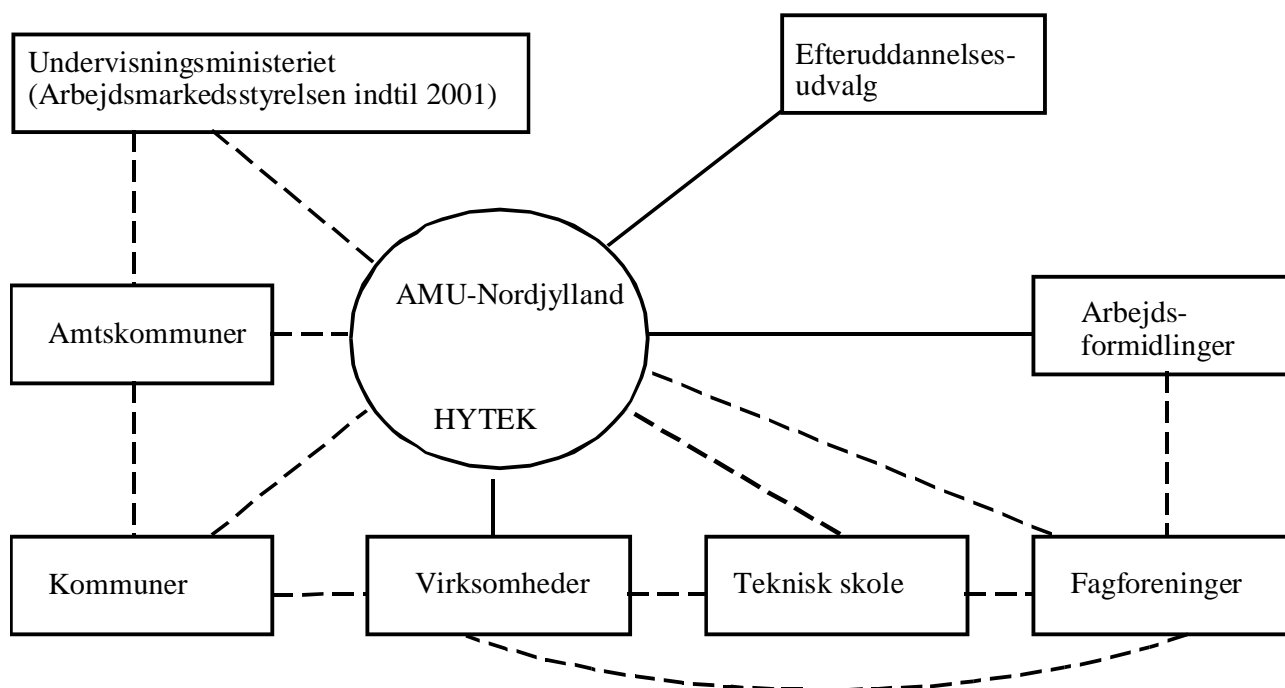 Undervisningsministeriet
(Arbejdsmarkedsstyrelsen indtil 2001)
Efteruddannelses-
udvalg
AMU-Nordjylland
HYTEK
Amtskommuner
Arbejds-
formidlinger
Kommuner
Virksomheder
Teknisk skole
Fagforeninger